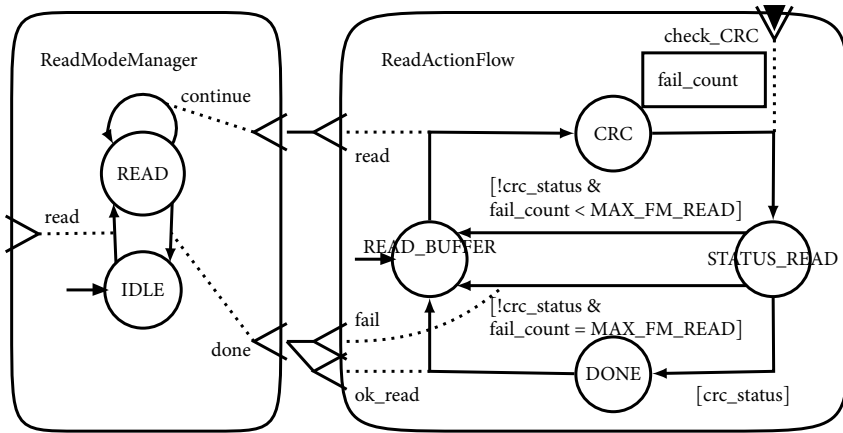 ReadModeManager
continue
READ
read
IDLE
done
ReadActionFlow
check_CRC
fail_count
CRC
read
[!crc_status &
fail_count < MAX_FM_READ]
READ_BUFFER
STATUS_READ
fail
[!crc_status &
fail_count = MAX_FM_READ]
DONE
ok_read
[crc_status]